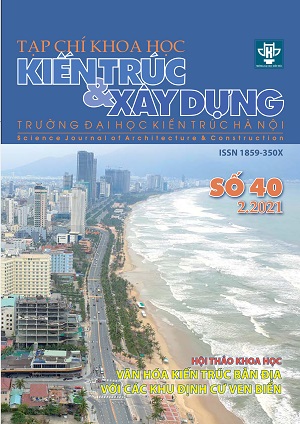 TẠP CHÍ KHOA HỌC
KIẾN TRÚC
& XÂY DỰNG
TRƯỜNG ĐẠI HỌC KIẾN TRÚC HÀ NỘI
Science Journal of Architecture & Construction
ISSN 1859-350X
SỐ 40
2.2021
HỘI THẢO KHOA HỌC
VĂN HÓA KIẾN TRÚC BẢN ĐỊA
VỚI CÁC KHU ĐỊNH CƯ VEN BIỂN